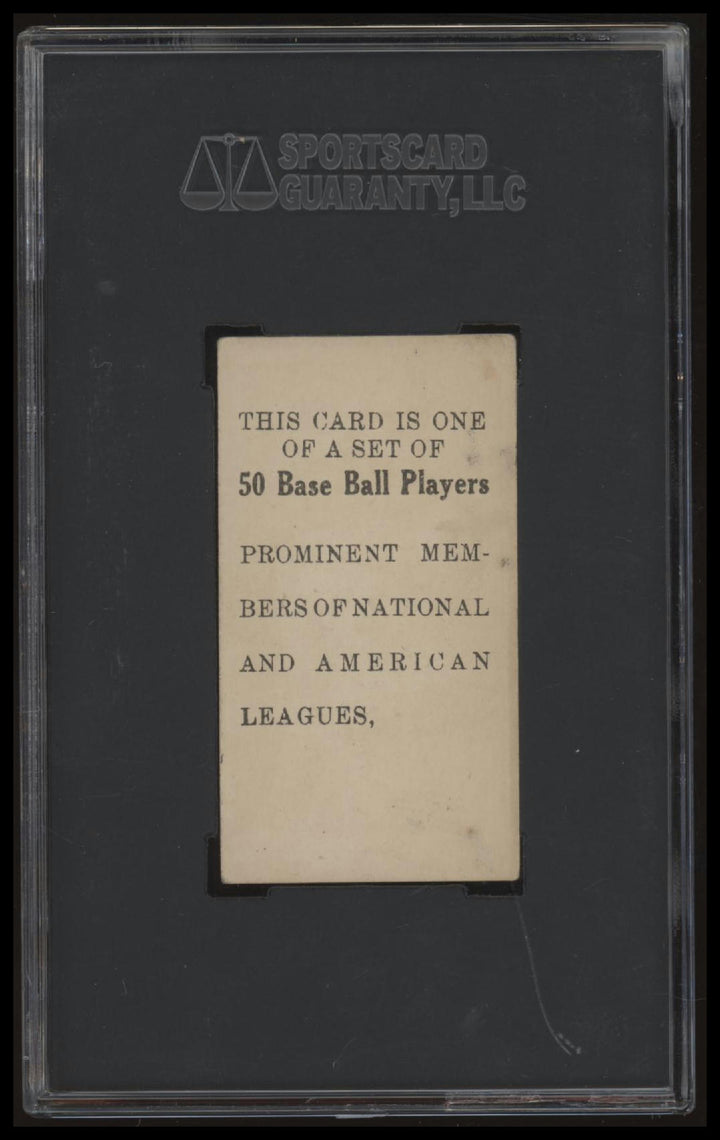 SPORTSCARD
GUARANTY, LLC
THIS CARD IS ONE
OF A SET OF
50 Base Ball Players
PROMINENT MEM-
BERS OF NATIONAL
AND AMERICAN
LEAGUES,